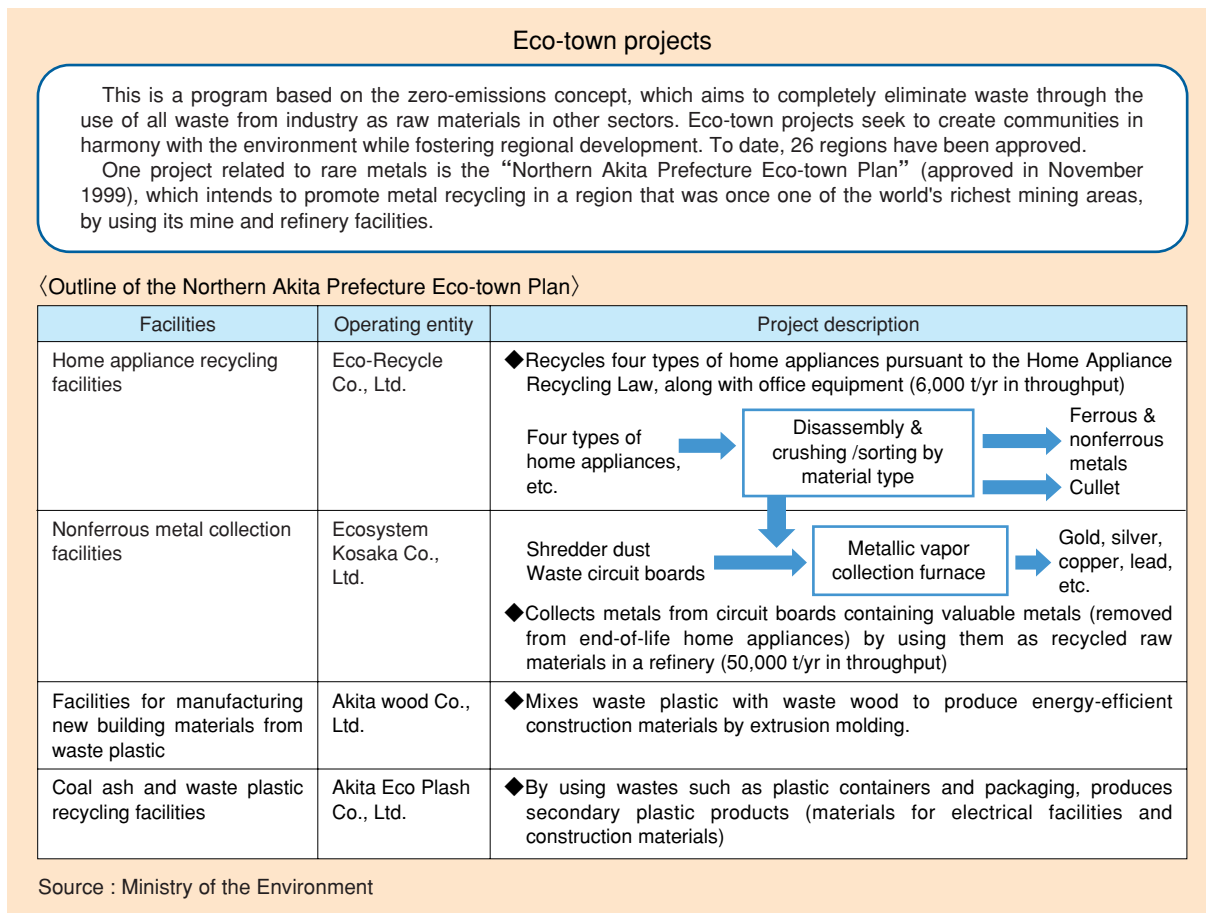 Eco-town projects
This is a program based on the zero-emissions concept, which aims to completely eliminate waste through the
use of all waste from industry as raw materials in other sectors. Eco-town projects seek to create communities in
harmony with the environment while fostering regional development. To date, 26 regions have been approved.
One project related to rare metals is the “Northern Akita Prefecture Eco-town Plan” (approved in November
1999), which intends to promote metal recycling in a region that was once one of the world's richest mining areas,
by using its mine and refinery facilities.
〈Outline of the Northern Akita Prefecture Eco-town Plan〉
Facilities
Operating entity
Project description
Home appliance recycling
facilities
Eco-Recycle
Co., Ltd.
◆Recycles four types of home appliances pursuant to the Home Appliance
Recycling Law, along with office equipment (6,000 t/yr in throughput)
Four types of
home appliances,
etc.
Disassembly &
crushing /sorting by
material type
Ferrous &
nonferrous
metals
Cullet
Nonferrous metal collection
facilities
Ecosystem
Kosaka Co.,
Ltd.
Shredder dust
Waste circuit boards
Metallic vapor
collection furnace
Gold, silver,
copper, lead,
etc.
◆Collects metals from circuit boards containing valuable metals (removed
from end-of-life home appliances) by using them as recycled raw
materials in a refinery (50,000 t/yr in throughput)
Facilities for manufacturing
new building materials from
waste plastic
Akita wood Co.,
Ltd.
◆Mixes waste plastic with waste wood to produce energy-efficient
construction materials by extrusion molding.
Coal ash and waste plastic
recycling facilities
Akita Eco Plash
Co., Ltd.
◆By using wastes such as plastic containers and packaging, produces
secondary plastic products (materials for electrical facilities and
construction materials)
Source : Ministry of the Environment